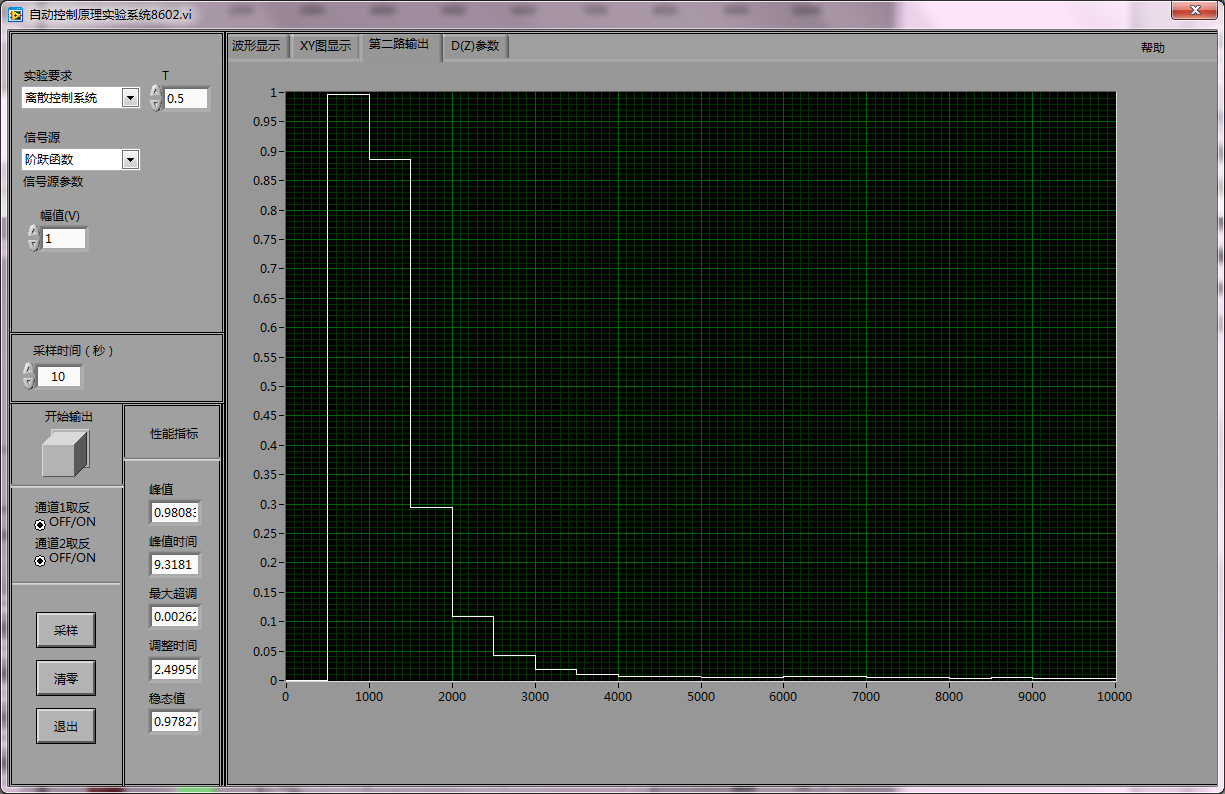 自动控制原理实验系统8602.vi
波形显示 XY图显示 第二路输出 D(Z)参数 帮助
实验要求 T
离散控制系统 0.5
信号源
阶跃函数
信号源参数
幅值(V)
1
采样时间（秒）
10
开始输出
性能指标
通道1取反
OFF/ON
通道2取反
OFF/ON
采样
清零
退出
峰值
0.9808
峰值时间
9.3181
最大超调
0.00262
调整时间
2.49956
稳态值
0.97827
1
0.95
0.9
0.85
0.8
0.75
0.7
0.65
0.6
0.55
0.5
0.45
0.4
0.35
0.3
0.25
0.2
0.15
0.1
0.05
0
0 1000 2000 3000 4000 5000 6000 7000 8000 9000 10000